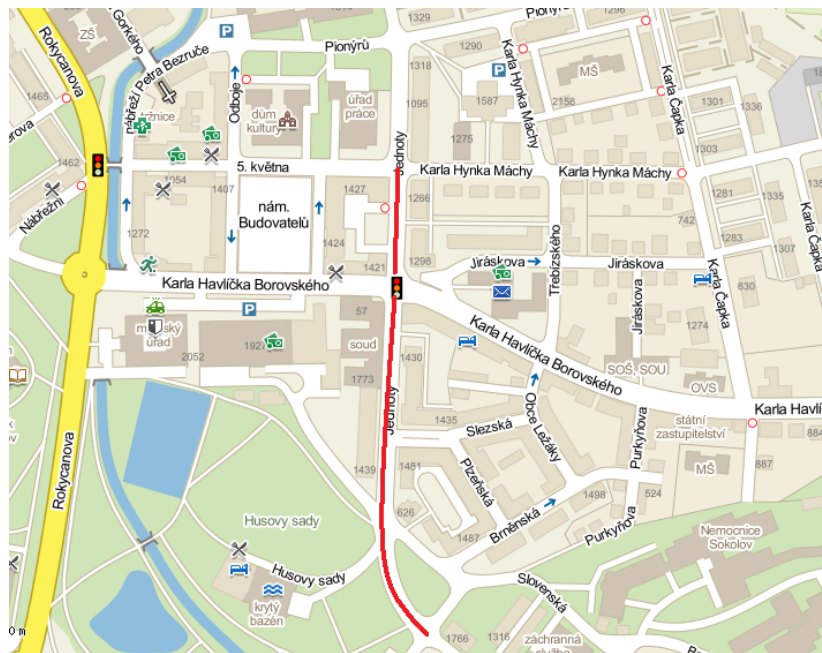 Rokycanova
ZŠ
Gorkého
nábřeží Petra Bezruče
tržnice
Odboje
1014
Pionýrů
dům
kultury
úřad
práce
1329
1290
1318
1095
1587
1275
2158
MŠ
Pionýrů
1296
Karla Hynka Máchy
Karla Čapka
1301
1336
1303
1465
1462
Nábřežní
5. května
1054
1407
1427
Jednoty
Karla Hynka Máchy
Karla Hynka Máchy
1266
1281
1335
742
1283
1307
Karla Čapka
1272
nám.
Budovatelů
1424
1421
1298
Jiráskova
Jiráskova
Třebízského
Karla Havlíčka Borovského
630
57
městský
úřad
2052
1927
soud
1773
1430
Karla Havlíčka Borovského
Jiráskova
1274
SOŠ, SOU
OVS
Karla Havlí
Jednoty
1435
Slezská
Obce Ležáky
Purkyňova
státní
zastupitelství
884
887
MŠ
Rokycanova
1439
1481
Plzeňská
626
1487
Brněnská
1498
524
Purkyňova
Husovy sady
Husovy sady
krytý
bazén
Nemocnice
Sokolov
Slovenská
1766
1316
záchranná
služba
0 m